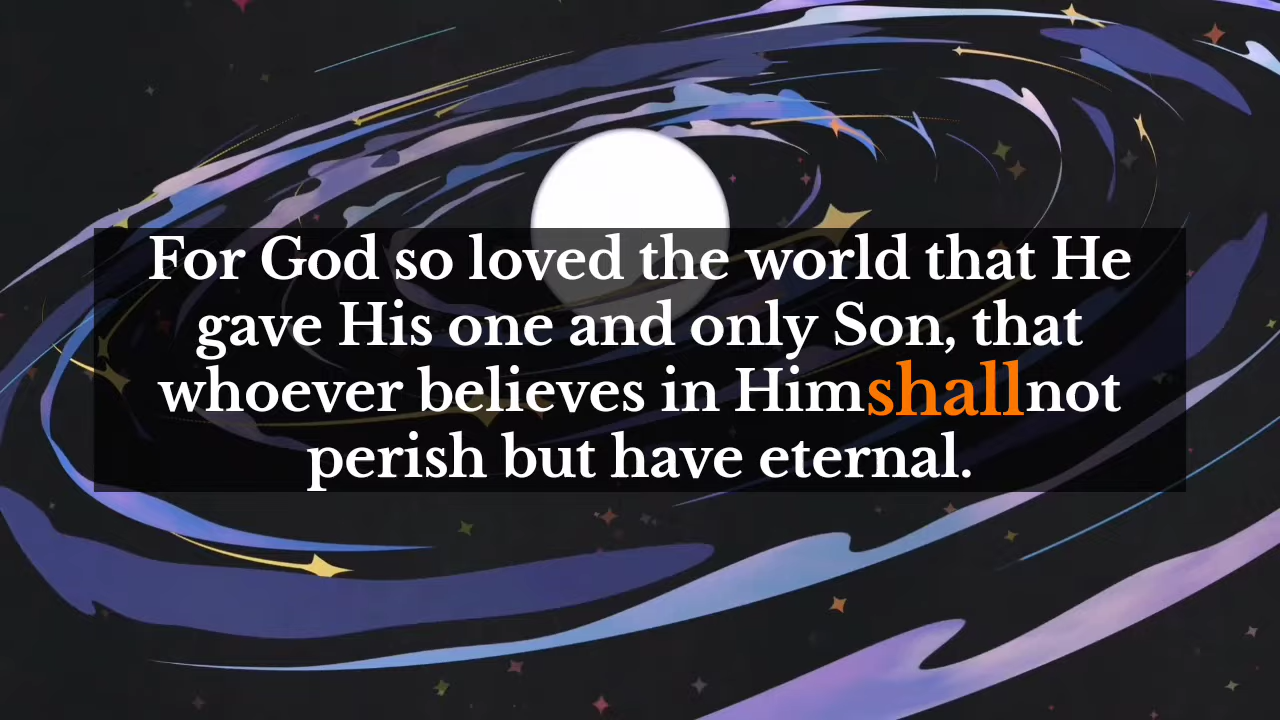 For God so loved the world that He
gave His one and only Son, that
whoever believes in Him shall not
perish but have eternal.